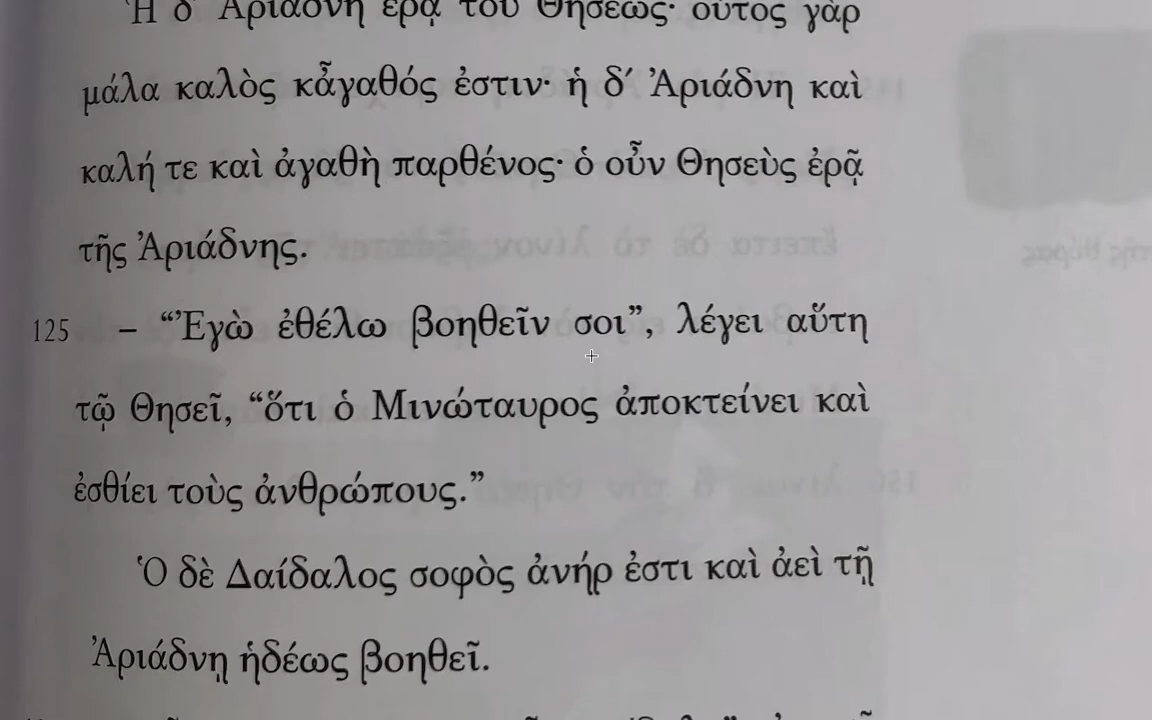 Ἡ δ’ Ἀριάδνη ἐρᾷ τοῦ Θησέως· οὗτος γὰρ
μάλα καλὸς κἆγαθός ἐστιν· ἡ δ’ Ἀριάδνη καὶ
καλή τε καὶ ἀγαθὴ παρθένος· ὁ οὖν Θησεὺς ἐρᾷ
τῆς Ἀριάδνης.
125 – “Ἐγὼ ἐθέλω βοηθεῖν σοι”, λέγει αὕτη
τῷ Θησεῖ, “ὅτι ὁ Μινώταυρος ἀποκτείνει καὶ
ἐσθίει τοὺς ἀνθρώπους.”
Ὁ δὲ Δαίδαλος σοφὸς ἀνήρ ἐστι καὶ ἀεὶ τῇ
Ἀριάδνῃ ἡδέως βοηθεῖ.